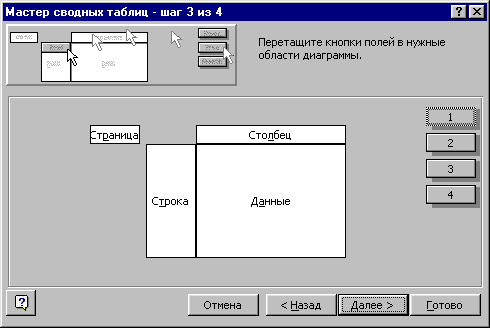 Мастер сводных таблиц - шаг 3 из 4
Перетащите кнопки полей в нужные
области диаграммы.
Страница
Столбец
Строка
Данные
1
2
3
4
Отмена
< Назад
Далее >
Готово